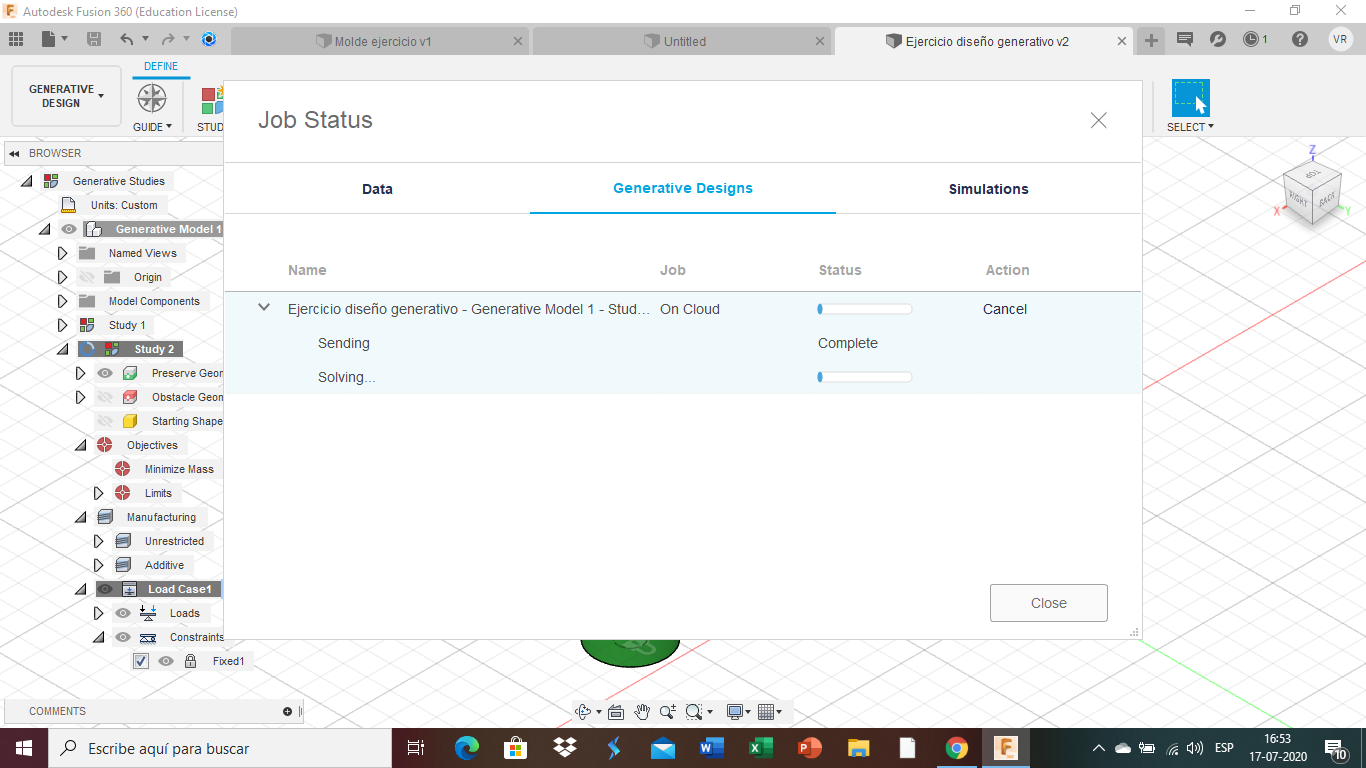 Autodesk Fusion 360 (Education License)
Molde ejercicio v1
Untitled
Ejercicio diseño generativo v2
1
VR
DEFINE
GENERATIVE
DESIGN
GUIDE
STUD
SELECT
Job Status
BROWSER
Generative Studies
Units: Custom
Generative Model 1
Named Views
Origin
Model Components
Study 1
Study 2
Preserve Geom
Obstacle Geom
Starting Shape
Objectives
Minimize Mass
Limits
Manufacturing
Unrestricted
Additive
Load Case1
Loads
Constraints
Fixed1
Data
Generative Designs
Simulations
Name
Job
Status
Action
Ejercicio diseño generativo - Generative Model 1 - Stud...
On Cloud
Cancel
Sending
Complete
Solving...
Close
Z
TOP
RIGHT
BACK
X
Y
COMMENTS
Escribe aquí para buscar
ESP
16:53
17-07-2020
10